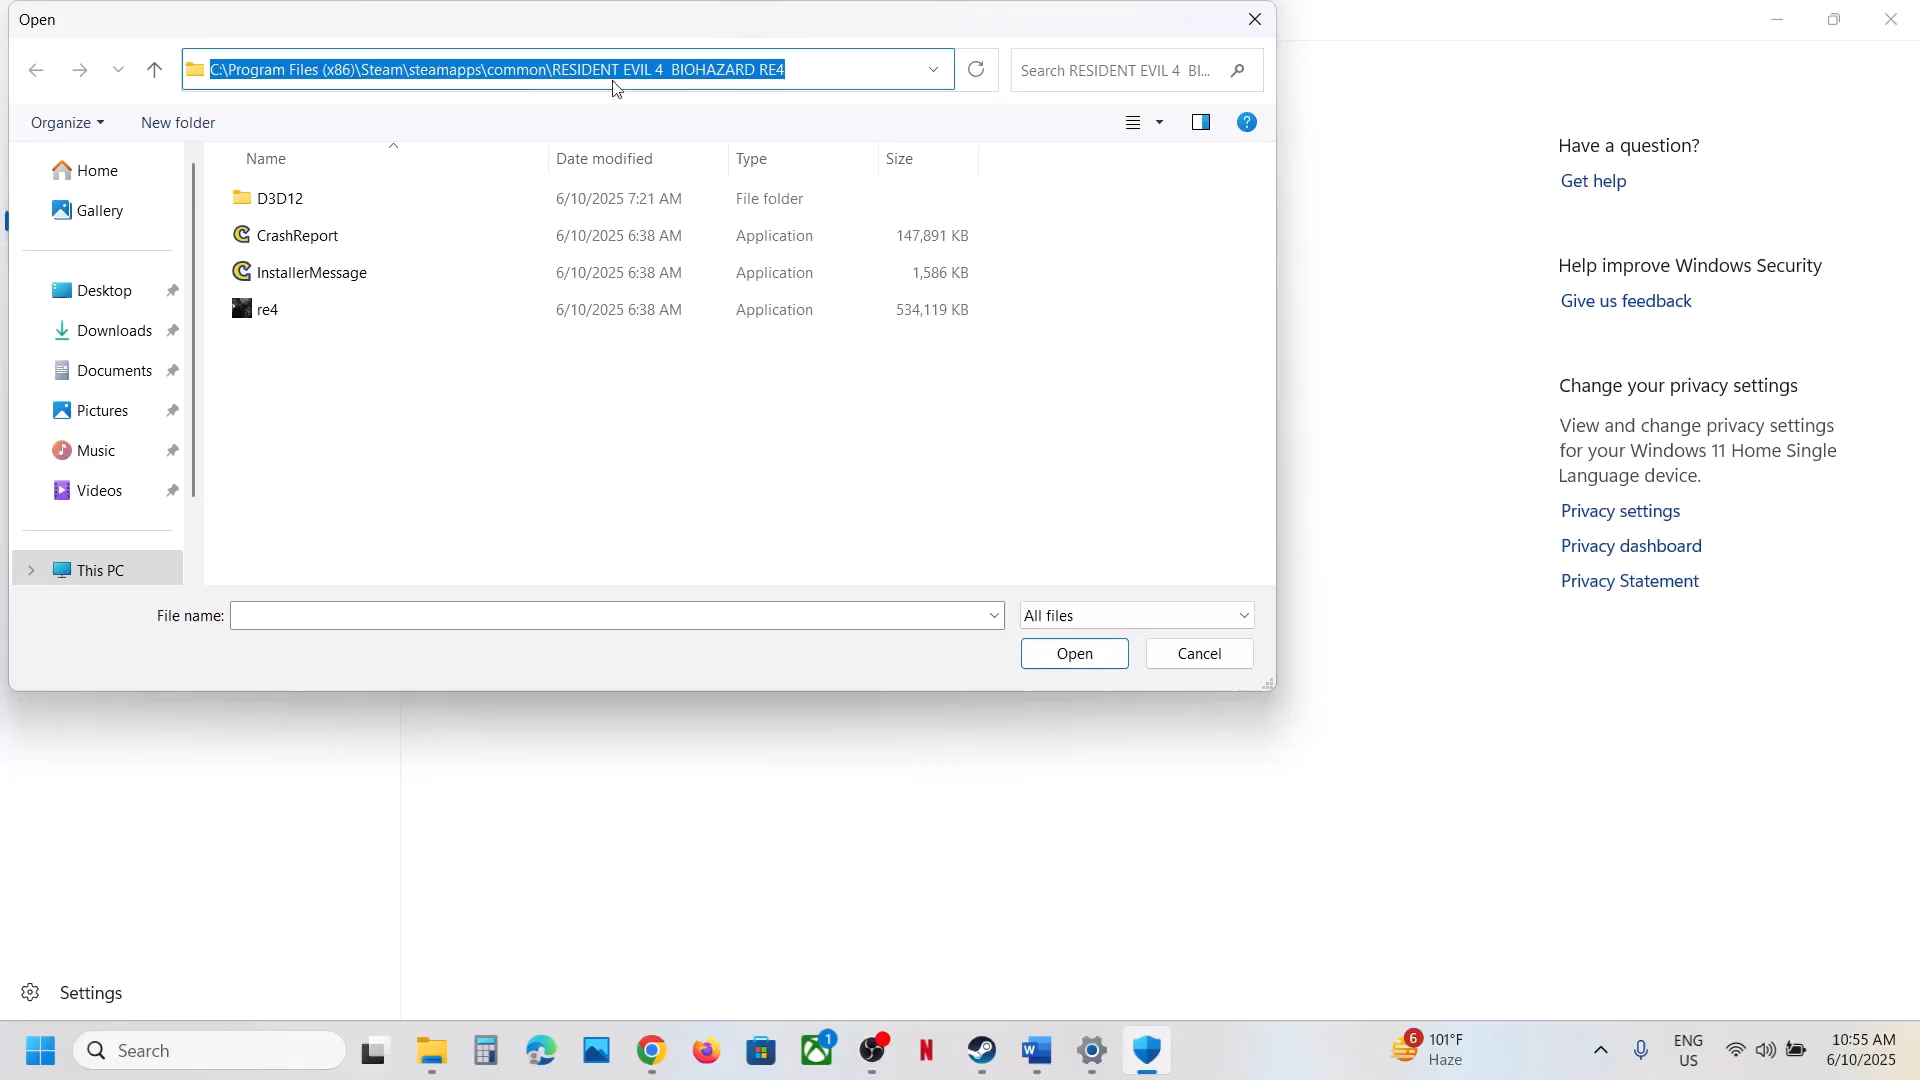 Open
C:\Program Files (x86)\Steam\steamapps\common\RESIDENT EVIL 4  BIOHAZARD RE4
Search RESIDENT EVIL 4  BI...
Organize
New folder
?
Name
Date modified
Type
Size
Home
Gallery
Desktop
Downloads
Documents
Pictures
Music
Videos
This PC
D3D12
6/10/2025 7:21 AM
File folder
CrashReport
6/10/2025 6:38 AM
Application
147,891 KB
InstallerMessage
6/10/2025 6:38 AM
Application
1,586 KB
re4
6/10/2025 6:38 AM
Application
534,119 KB
File name:
All files
Open
Cancel
Have a question?
Get help
Help improve Windows Security
Give us feedback
Change your privacy settings
View and change privacy settings
for your Windows 11 Home Single
Language device.
Privacy settings
Privacy dashboard
Privacy Statement
Settings
Search
1
N
W
6
101°F
Haze
ENG
US
10:55 AM
6/10/2025